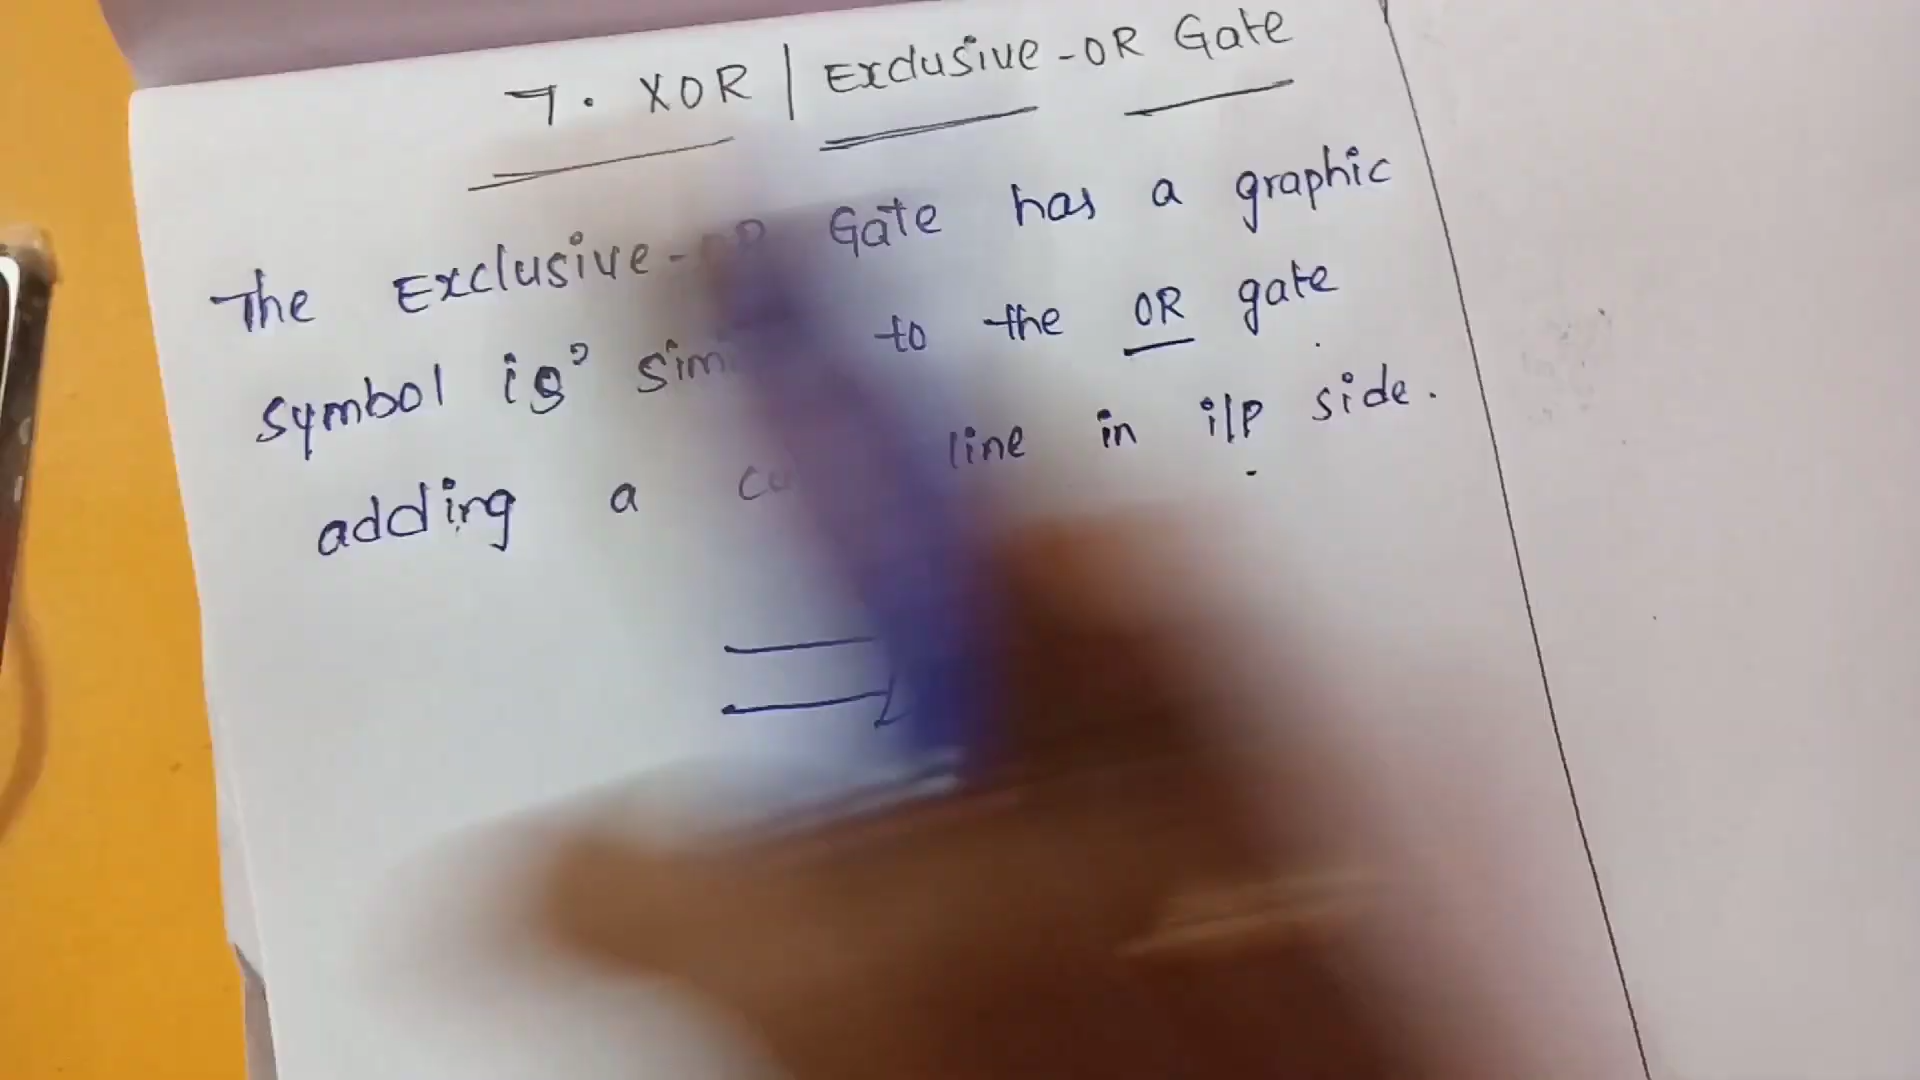 7. XOR | Exclusive-OR Gate
The Exclusive-OR Gate has a graphic
symbol is to the OR gate
adding a line in i/P side.